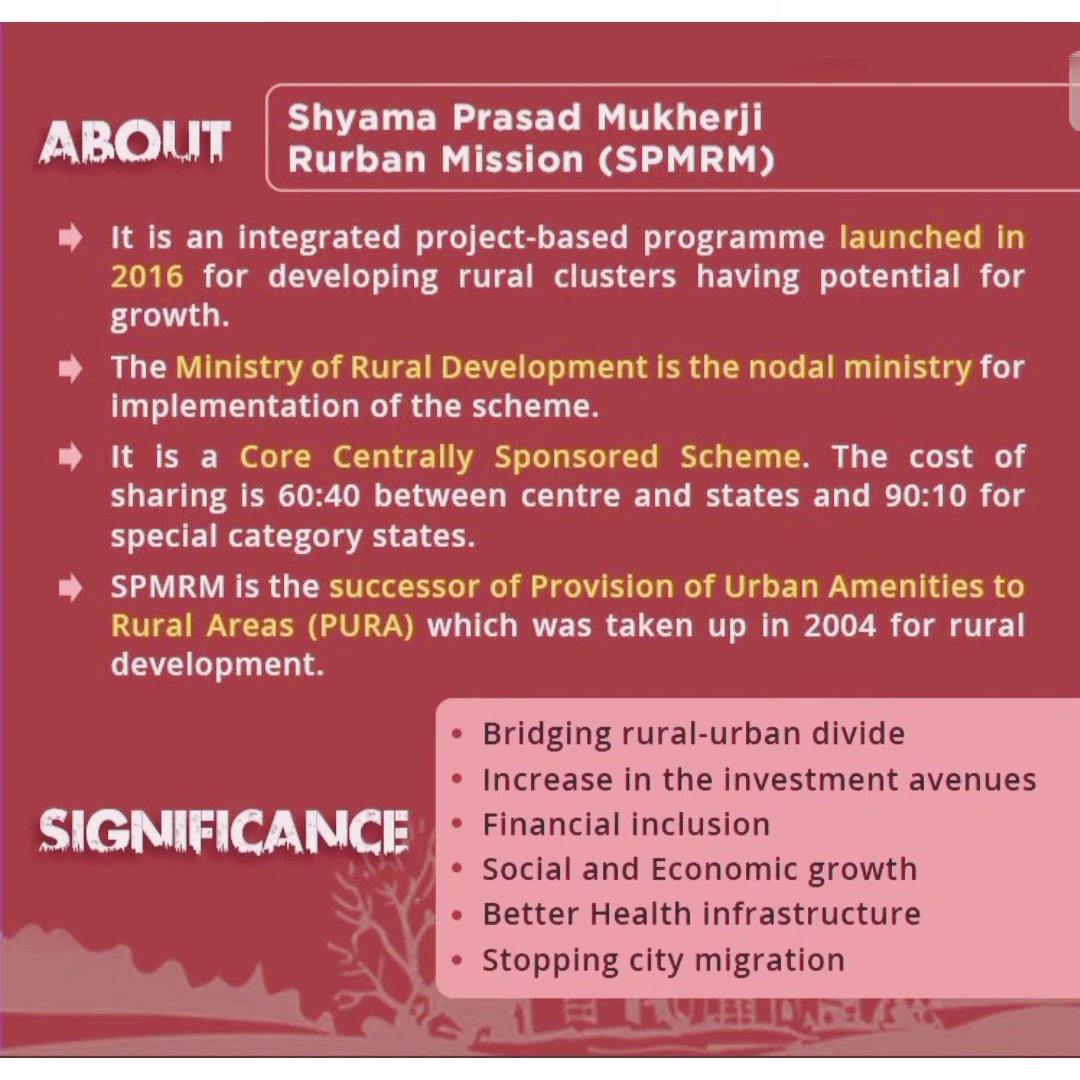 ABOUT
Shyama Prasad Mukherji
Rurban Mission (SPMRM)
It is an integrated project-based programme launched in
2016 for developing rural clusters having potential for
growth.
The Ministry of Rural Development is the nodal ministry for
implementation of the scheme.
It is a Core Centrally Sponsored Scheme. The cost of
sharing is 60:40 between centre and states and 90:10 for
special category states.
SPMRM is the successor of Provision of Urban Amenities to
Rural Areas (PURA) which was taken up in 2004 for rural
development.
SIGNIFICANCE
• Bridging rural-urban divide
• Increase in the investment avenues
• Financial inclusion
• Social and Economic growth
• Better Health infrastructure
• Stopping city migration